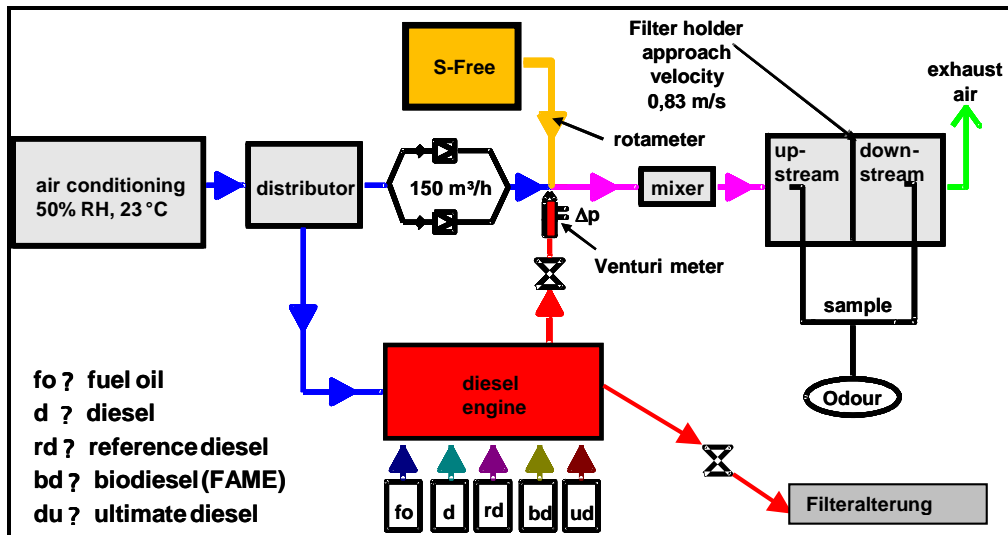 S-Free
Filter holder
approach
velocity
0,83 m/s
exhaust
air
rotameter
air conditioning
50% RH, 23 °C
distributor
150 m³/h
mixer
up-
stream
down-
stream
Δp
Venturi meter
sample
Odour
diesel
engine
fo ? fuel oil
d ? diesel
rd ? reference diesel
bd ? biodiesel (FAME)
du ? ultimate diesel
fo
d
rd
bd
ud
Filteralterung